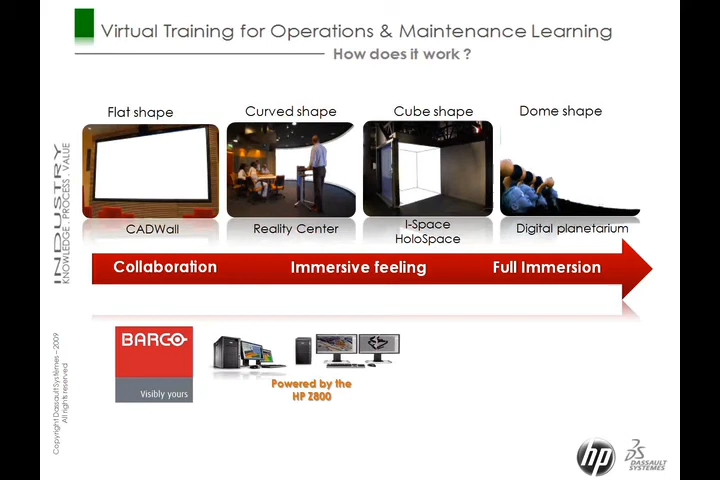 Virtual Training for Operations & Maintenance Learning
How does it work ?
Flat shape
Curved shape
Cube shape
Dome shape
CADWall
Reality Center
I-Space
HoloSpace
Digital planetarium
Collaboration
Immersive feeling
Full Immersion
INDUSTRY
KNOWLEDGE . PROCESS . VALUE
BARCO
Visibly yours
Powered by the
HP Z800
Copyright Dassault Systèmes – 2009
All rights reserved
hp
DS
DASSAULT
SYSTEMES